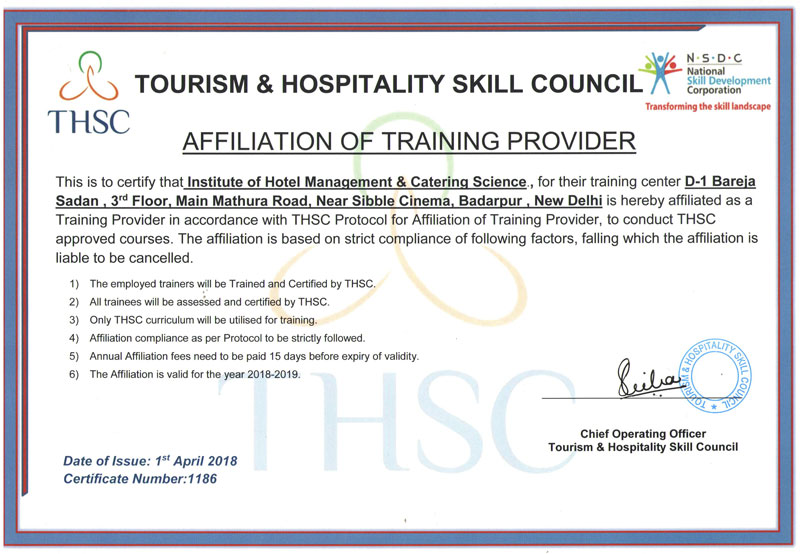 THSC
TOURISM & HOSPITALITY SKILL COUNCIL
N·S·D·C
National
Skill Development
Corporation
Transforming the skill landscape
AFFILIATION OF TRAINING PROVIDER
This is to certify that Institute of Hotel Management & Catering Science., for their training center D-1 Bareja
Sadan , 3rd Floor, Main Mathura Road, Near Sibble Cinema, Badarpur , New Delhi is hereby affiliated as a
Training Provider in accordance with THSC Protocol for Affiliation of Training Provider, to conduct THSC
approved courses. The affiliation is based on strict compliance of following factors, falling which the affiliation is
liable to be cancelled.
1) The employed trainers will be Trained and Certified by THSC.
2) All trainees will be assessed and certified by THSC.
3) Only THSC curriculum will be utilised for training.
4) Affiliation compliance as per Protocol to be strictly followed.
5) Annual Affiliation fees need to be paid 15 days before expiry of validity.
6) The Affiliation is valid for the year 2018-2019.
THSC
TOURISM & HOSPITALITY SKILL COUNCIL
Chief Operating Officer
Tourism & Hospitality Skill Council
Date of Issue: 1st April 2018
Certificate Number:1186